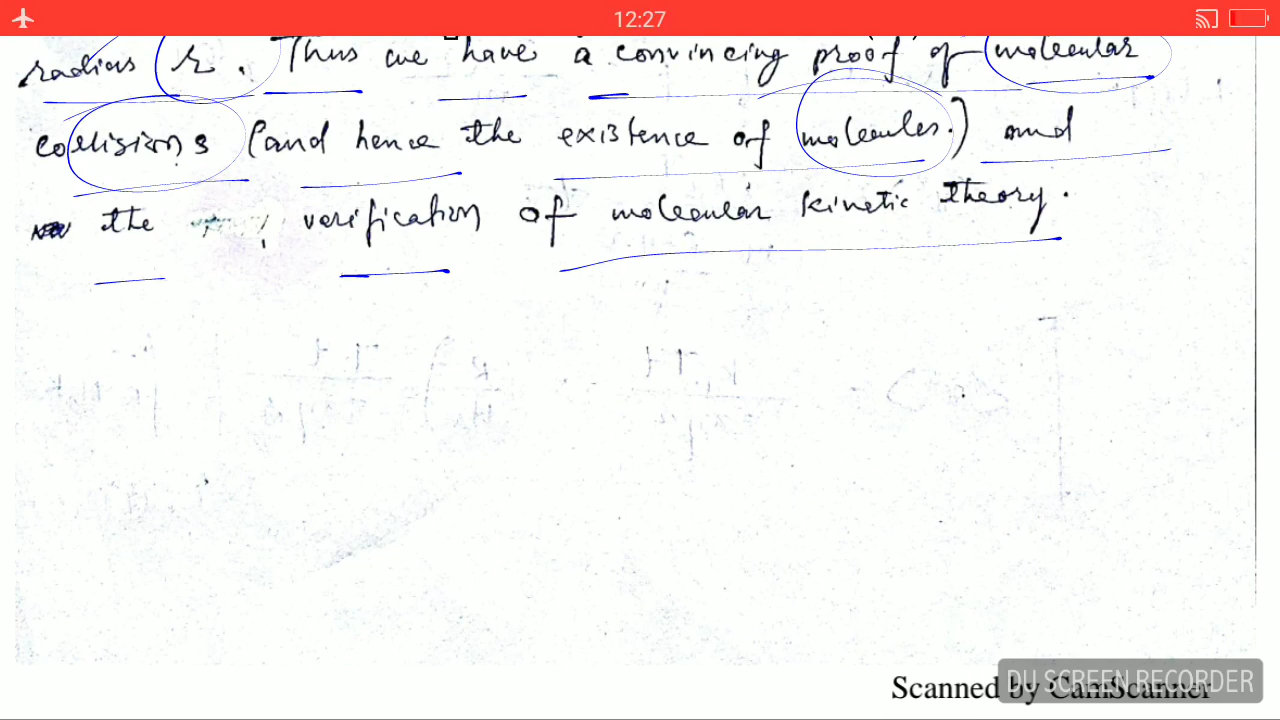 12:27
radius r. Thus we have a convincing proof of molecular
collisions (and hence the existence of molecules.) and
the verification of molecular kinetic theory.
Scanned by CamScanner
DU SCREEN RECORDER